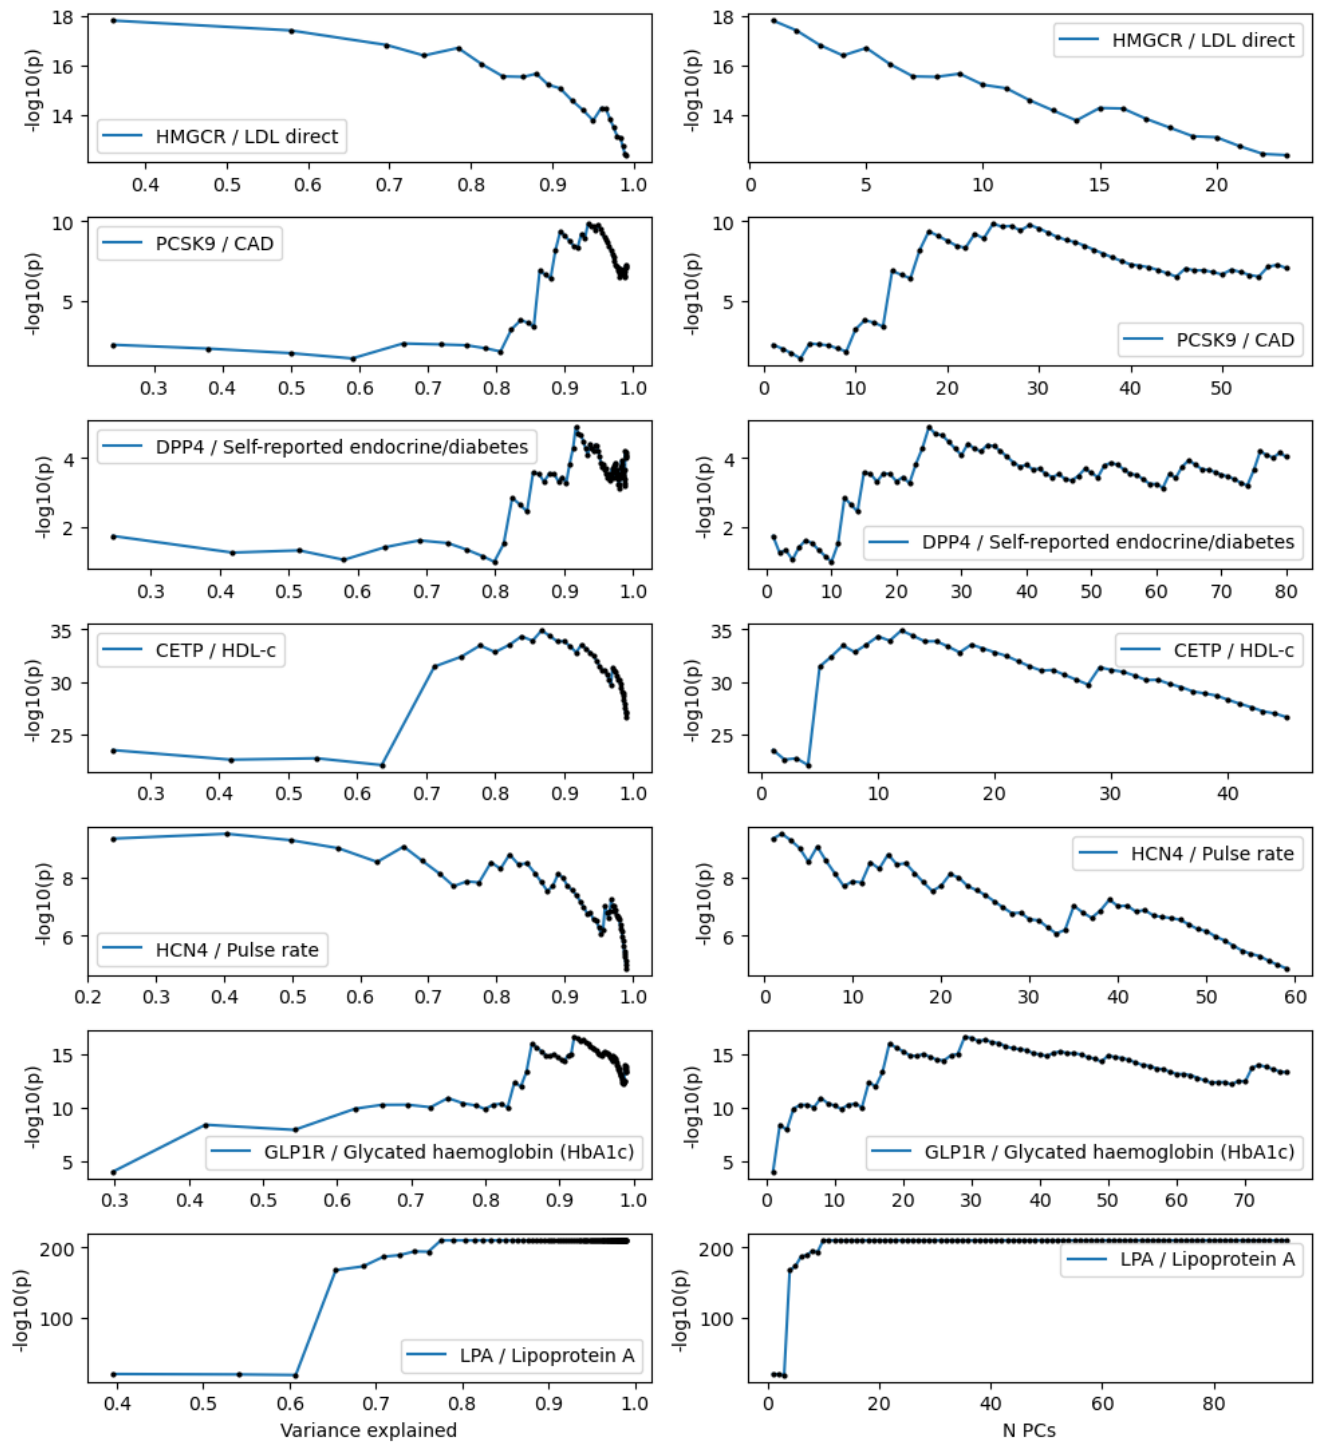 18
16
14
-log10(p)
HMGCR / LDL direct
0.4 0.5 0.6 0.7 0.8 0.9 1.0
18
16
14
-log10(p)
HMGCR / LDL direct
0 5 10 15 20
10
5
-log10(p)
PCSK9 / CAD
0.3 0.4 0.5 0.6 0.7 0.8 0.9 1.0
10
5
-log10(p)
PCSK9 / CAD
0 10 20 30 40 50
4
2
-log10(p)
DPP4 / Self-reported endocrine/diabetes
0.3 0.4 0.5 0.6 0.7 0.8 0.9 1.0
4
2
-log10(p)
DPP4 / Self-reported endocrine/diabetes
0 10 20 30 40 50 60 70 80
35
30
25
-log10(p)
CETP / HDL-c
0.3 0.4 0.5 0.6 0.7 0.8 0.9 1.0
35
30
25
-log10(p)
CETP / HDL-c
0 10 20 30 40
8
6
-log10(p)
HCN4 / Pulse rate
0.2 0.3 0.4 0.5 0.6 0.7 0.8 0.9 1.0
8
6
-log10(p)
HCN4 / Pulse rate
0 10 20 30 40 50 60
15
10
5
-log10(p)
GLP1R / Glycated haemoglobin (HbA1c)
0.3 0.4 0.5 0.6 0.7 0.8 0.9 1.0
15
10
5
-log10(p)
GLP1R / Glycated haemoglobin (HbA1c)
0 10 20 30 40 50 60 70
200
100
-log10(p)
LPA / Lipoprotein A
0.4 0.5 0.6 0.7 0.8 0.9 1.0
Variance explained
200
100
-log10(p)
LPA / Lipoprotein A
0 20 40 60 80
N PCs